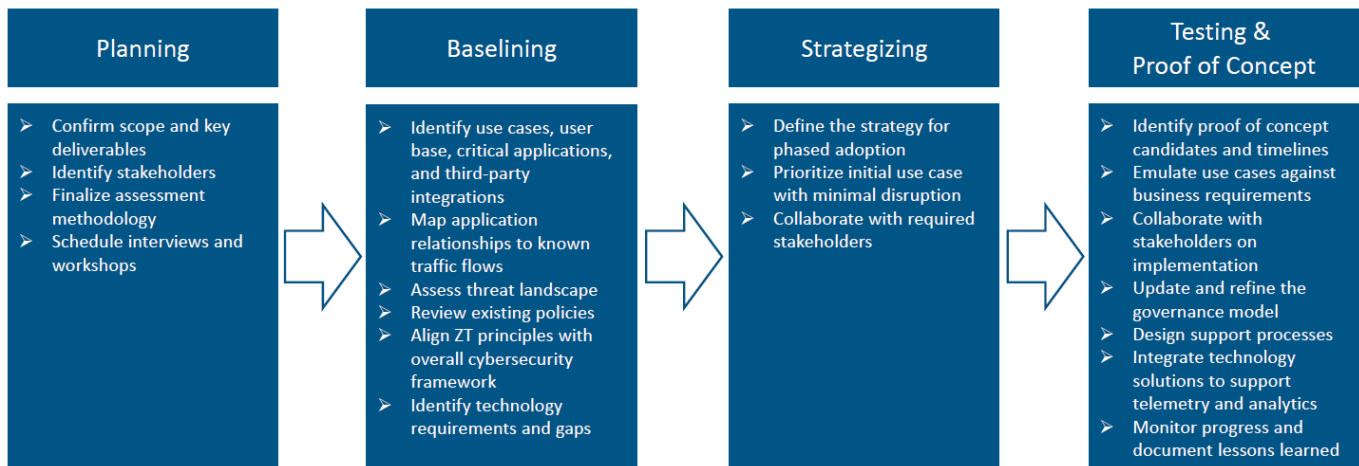 Planning
➢ Confirm scope and key
deliverables
➢ Identify stakeholders
➢ Finalize assessment
methodology
➢ Schedule interviews and
workshops
Baselining
➢ Identify use cases, user
base, critical applications,
and third-party
integrations
➢ Map application
relationships to known
traffic flows
➢ Assess threat landscape
➢ Review existing policies
➢ Align ZT principles with
overall cybersecurity
framework
➢ Identify technology
requirements and gaps
Strategizing
➢ Define the strategy for
phased adoption
➢ Prioritize initial use case
with minimal disruption
➢ Collaborate with required
stakeholders
Testing &
Proof of Concept
➢ Identify proof of concept
candidates and timelines
➢ Emulate use cases against
business requirements
➢ Collaborate with
stakeholders on
implementation
➢ Update and refine the
governance model
➢ Design support processes
➢ Integrate technology
solutions to support
telemetry and analytics
➢ Monitor progress and
document lessons learned